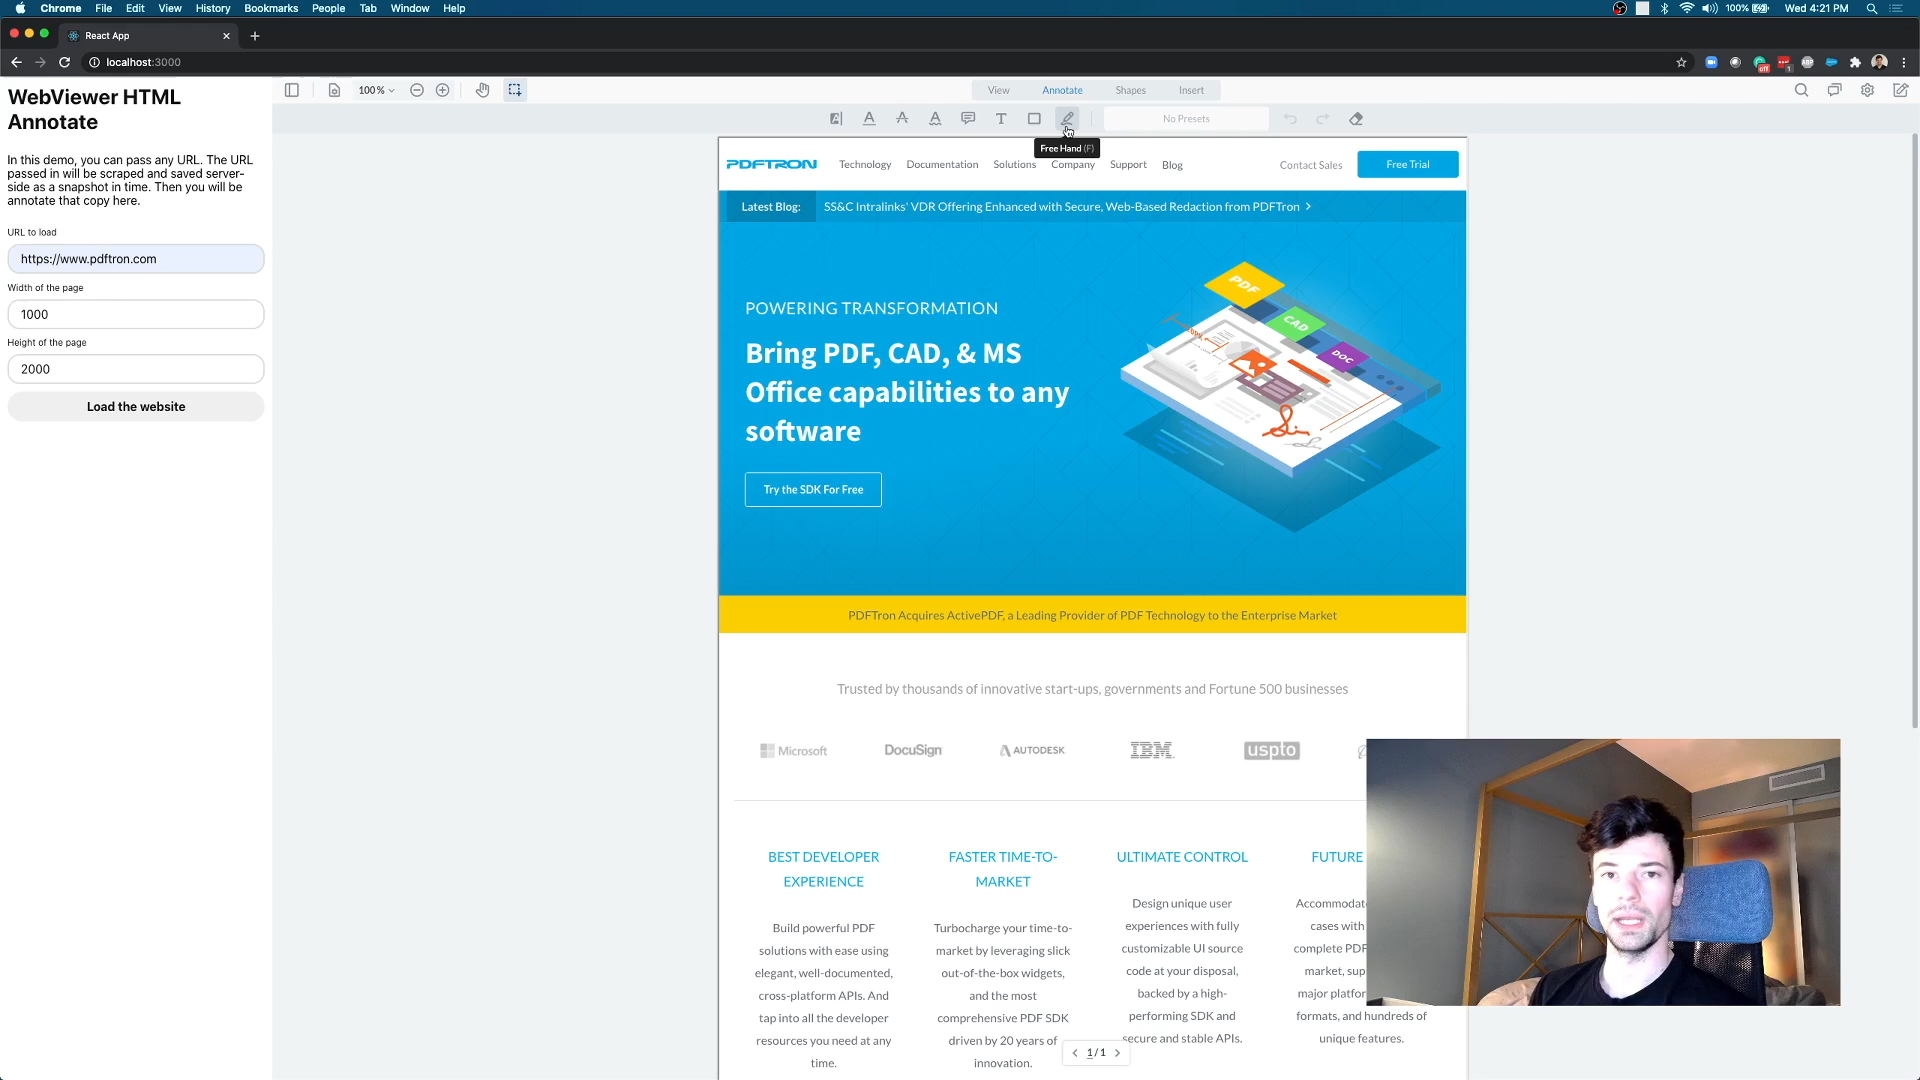 Chrome File Edit View History Bookmarks People Tab Window Help
100% Wed 4:21 PM
React App
localhost:3000
WebViewer HTML
Annotate
In this demo, you can pass any URL. The URL
passed in will be scraped and saved server-
side as a snapshot in time. Then you will be
annotate that copy here.
URL to load
https://www.pdftron.com
Width of the page
1000
Height of the page
2000
Load the website
100%
View Annotate Shapes Insert
No Presets
Free Hand (F)
PDFTRON Technology Documentation Solutions Company Support Blog Contact Sales Free Trial
Latest Blog: SS&C Intralinks' VDR Offering Enhanced with Secure, Web-Based Redaction from PDFTron
POWERING TRANSFORMATION
Bring PDF, CAD, & MS
Office capabilities to any
software
Try the SDK For Free
PDF
CAD
DOC
PDFTron Acquires ActivePDF, a Leading Provider of PDF Technology to the Enterprise Market
Trusted by thousands of innovative start-ups, governments and Fortune 500 businesses
Microsoft DocuSign AUTODESK IBM uspto
BEST DEVELOPER
EXPERIENCE
Build powerful PDF
solutions with ease using
elegant, well-documented,
cross-platform APIs. And
tap into all the developer
resources you need at any
time.
FASTER TIME-TO-
MARKET
Turbocharge your time-to-
market by leveraging slick
out-of-the-box widgets,
and the most
comprehensive PDF SDK
driven by 20 years of
innovation.
ULTIMATE CONTROL
Design unique user
experiences with fully
customizable UI source
code at your disposal,
backed by a high-
performing SDK and
secure and stable APIs.
FUTURE
cases with
complete PDF
market,
major
formats, and hundreds of
unique features.
1/1